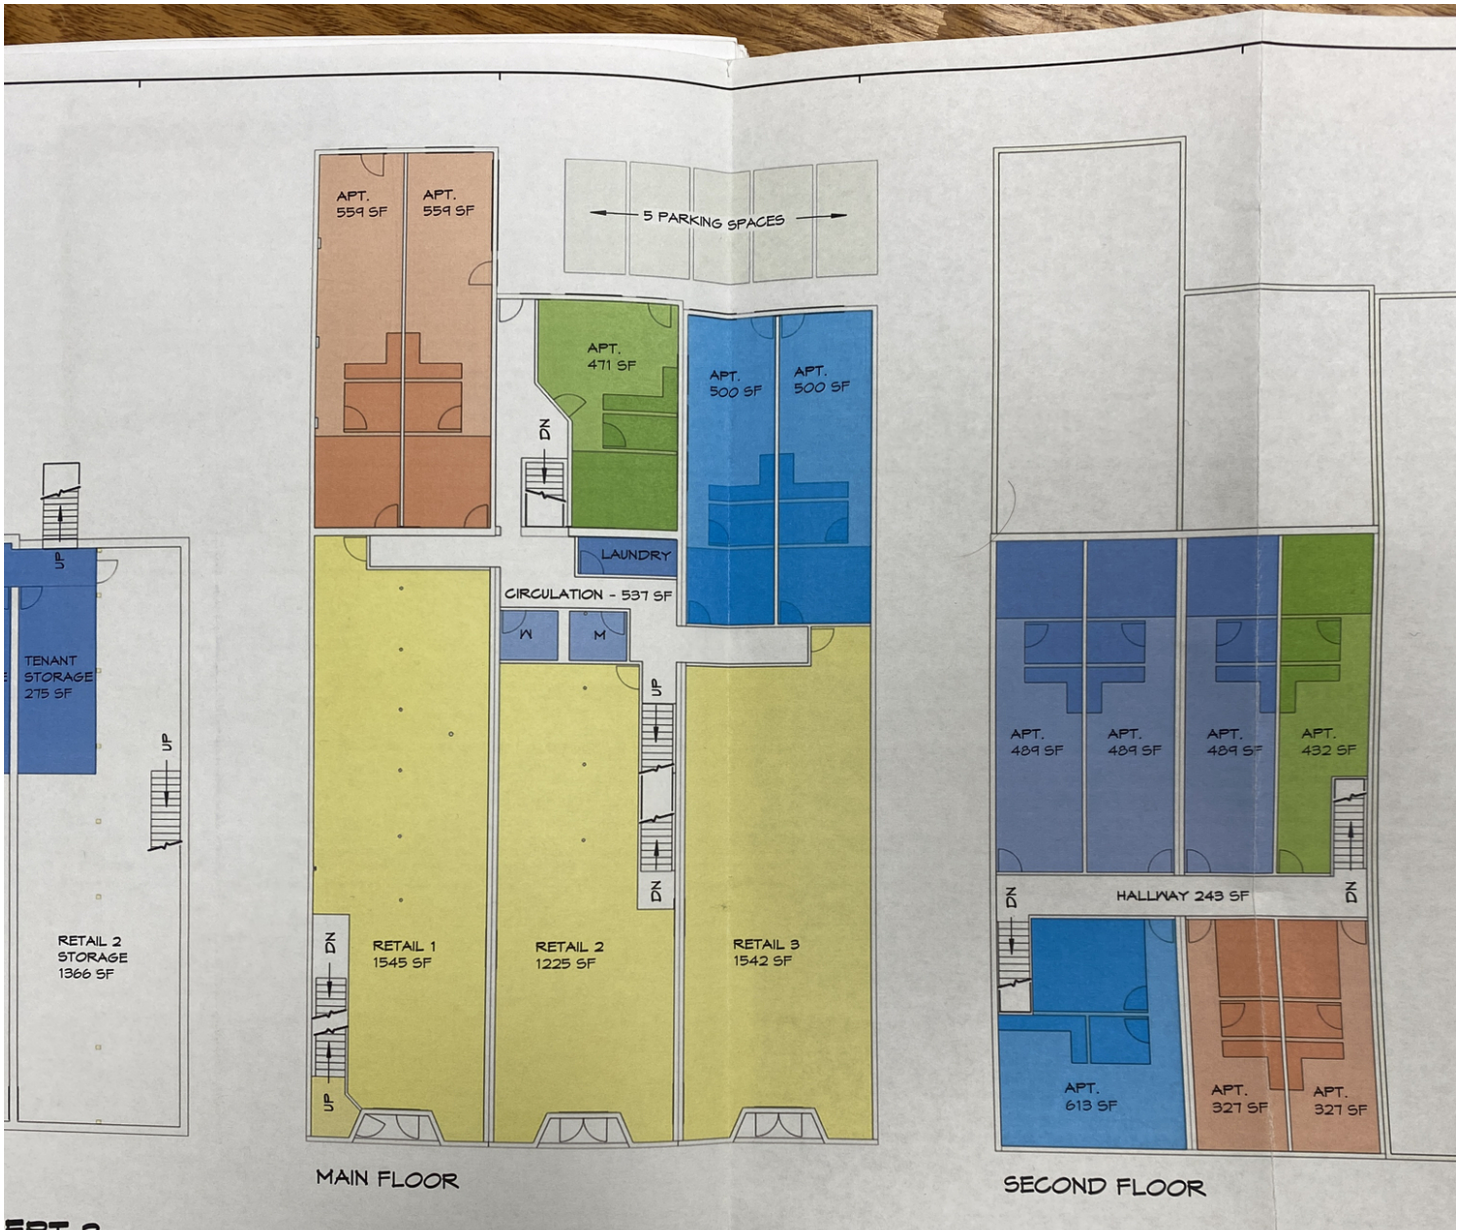 APT.
559 SF
APT.
559 SF
5 PARKING SPACES
APT.
471 SF
APT.
500 SF
APT.
500 SF
DN
UP
LAUNDRY
CIRCULATION - 537 SF
W
M
TENANT
STORAGE
275 SF
UP
UP
DN
RETAIL 2
STORAGE
1366 SF
DN
UP
RETAIL 1
1545 SF
RETAIL 2
1225 SF
RETAIL 3
1542 SF
MAIN FLOOR
APT.
489 SF
APT.
489 SF
APT.
489 SF
APT.
432 SF
DN
HALLWAY 243 SF
DN
APT.
613 SF
APT.
327 SF
APT.
327 SF
SECOND FLOOR